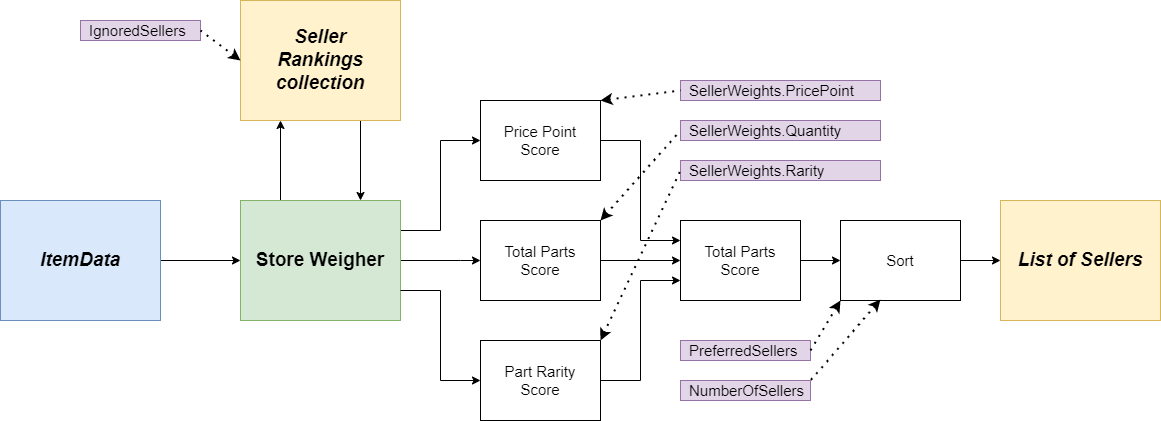 IgnoredSellers
Seller
Rankings
collection
SellerWeights.PricePoint
SellerWeights.Quantity
SellerWeights.Rarity
Price Point
Score
ItemData
Store Weigher
Total Parts
Score
Total Parts
Score
Sort
List of Sellers
Part Rarity
Score
PreferredSellers
NumberOfSellers